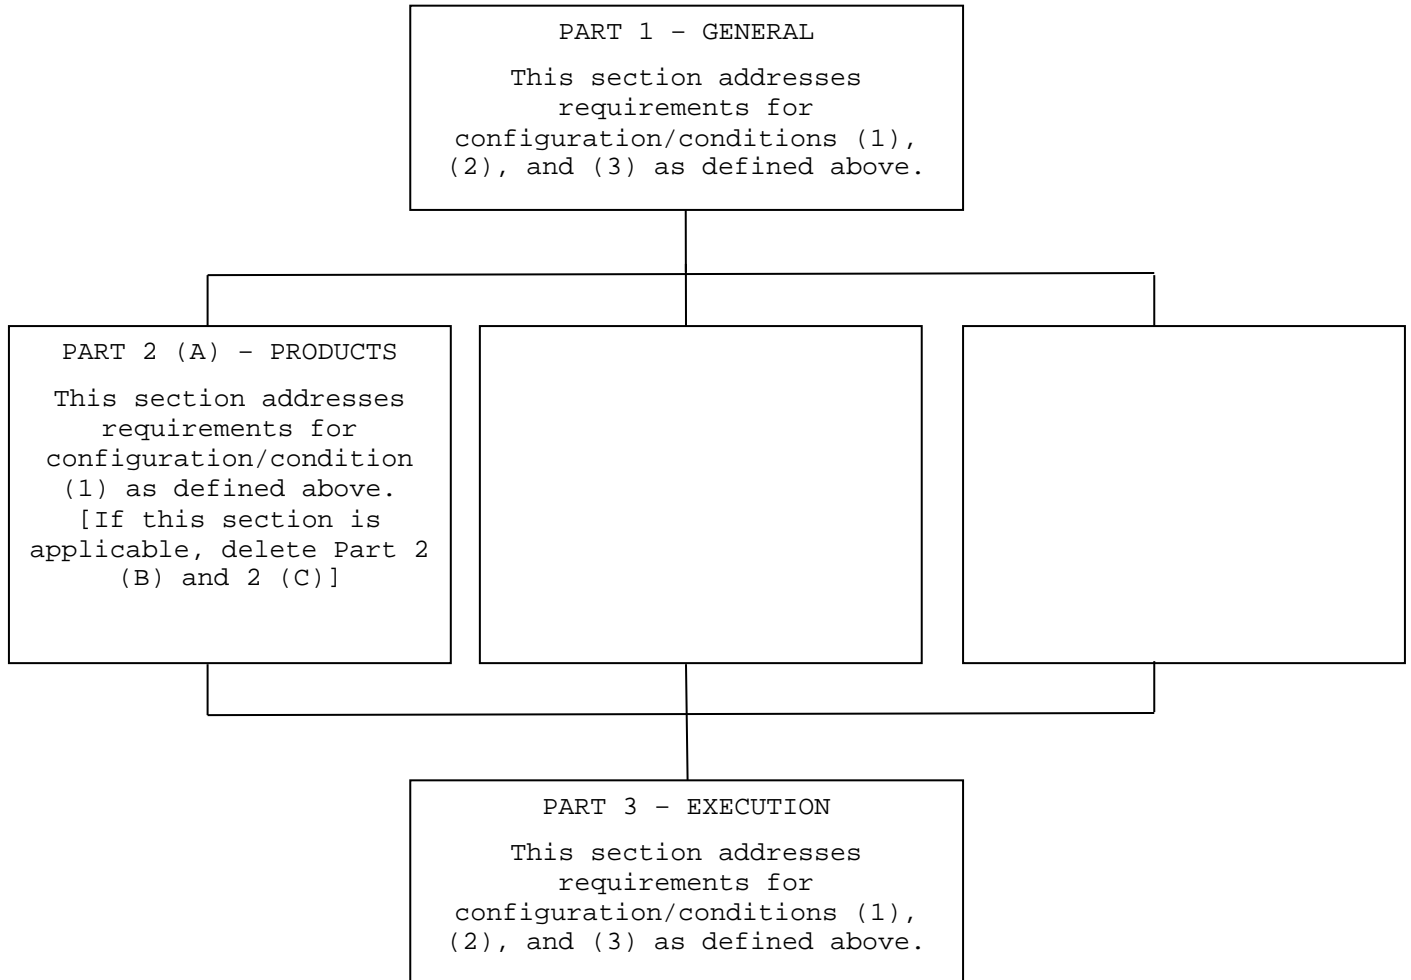 PART 1 – GENERAL
This section addresses
requirements for
configuration/conditions (1),
(2), and (3) as defined above.
PART 2 (A) – PRODUCTS
This section addresses
requirements for
configuration/condition
(1) as defined above.
[If this section is
applicable, delete Part 2
(B) and 2 (C)]
PART 3 – EXECUTION
This section addresses
requirements for
configuration/conditions (1),
(2), and (3) as defined above.